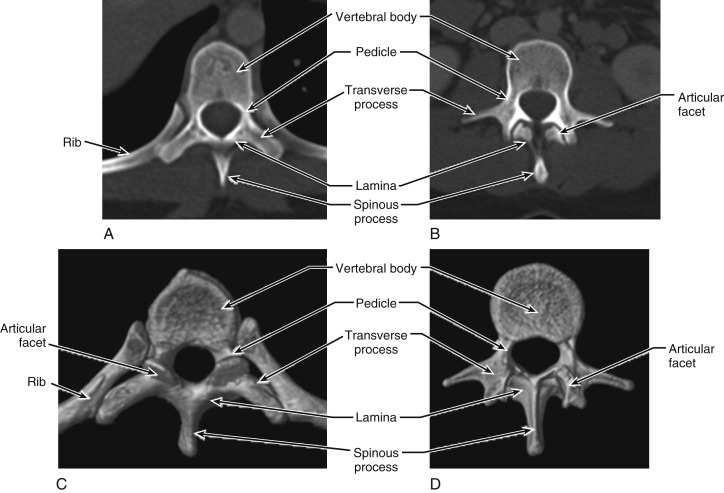 Vertebral body
Pedicle
Transverse
process
Articular
facet
Rib
Lamina
Spinous
process
A
B
Vertebral body
Pedicle
Articular
facet
Transverse
process
Articular
facet
Rib
Lamina
Spinous
process
C
D